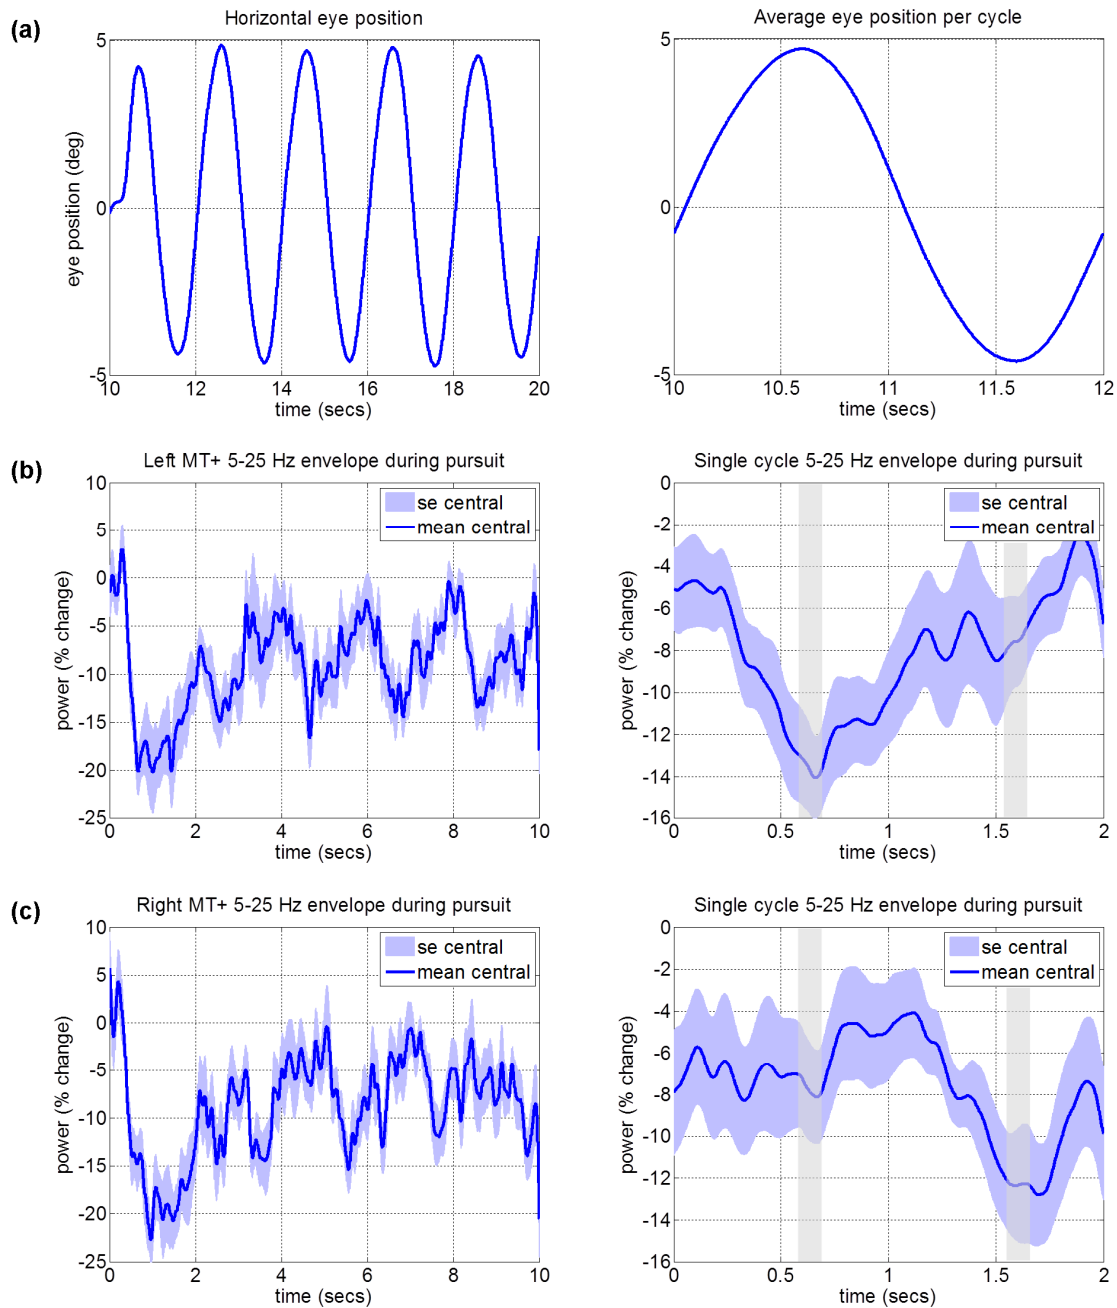 (a)
Horizontal eye position
5
0
-5
eye position (deg)
10 12 14 16 18 20
time (secs)
Average eye position per cycle
5
0
-5
10 10.5 11 11.5 12
time (secs)
(b)
Left MT+ 5-25 Hz envelope during pursuit
10
5
0
-5
-10
-15
-20
-25
power (% change)
se central
mean central
0 2 4 6 8 10
time (secs)
Single cycle 5-25 Hz envelope during pursuit
0
-2
-4
-6
-8
-10
-12
-14
-16
power (% change)
se central
mean central
0 0.5 1 1.5 2
time (secs)
(c)
Right MT+ 5-25 Hz envelope during pursuit
10
5
0
-5
-10
-15
-20
-25
power (% change)
se central
mean central
0 2 4 6 8 10
time (secs)
Single cycle 5-25 Hz envelope during pursuit
0
-2
-4
-6
-8
-10
-12
-14
-16
power (% change)
se central
mean central
0 0.5 1 1.5 2
time (secs)